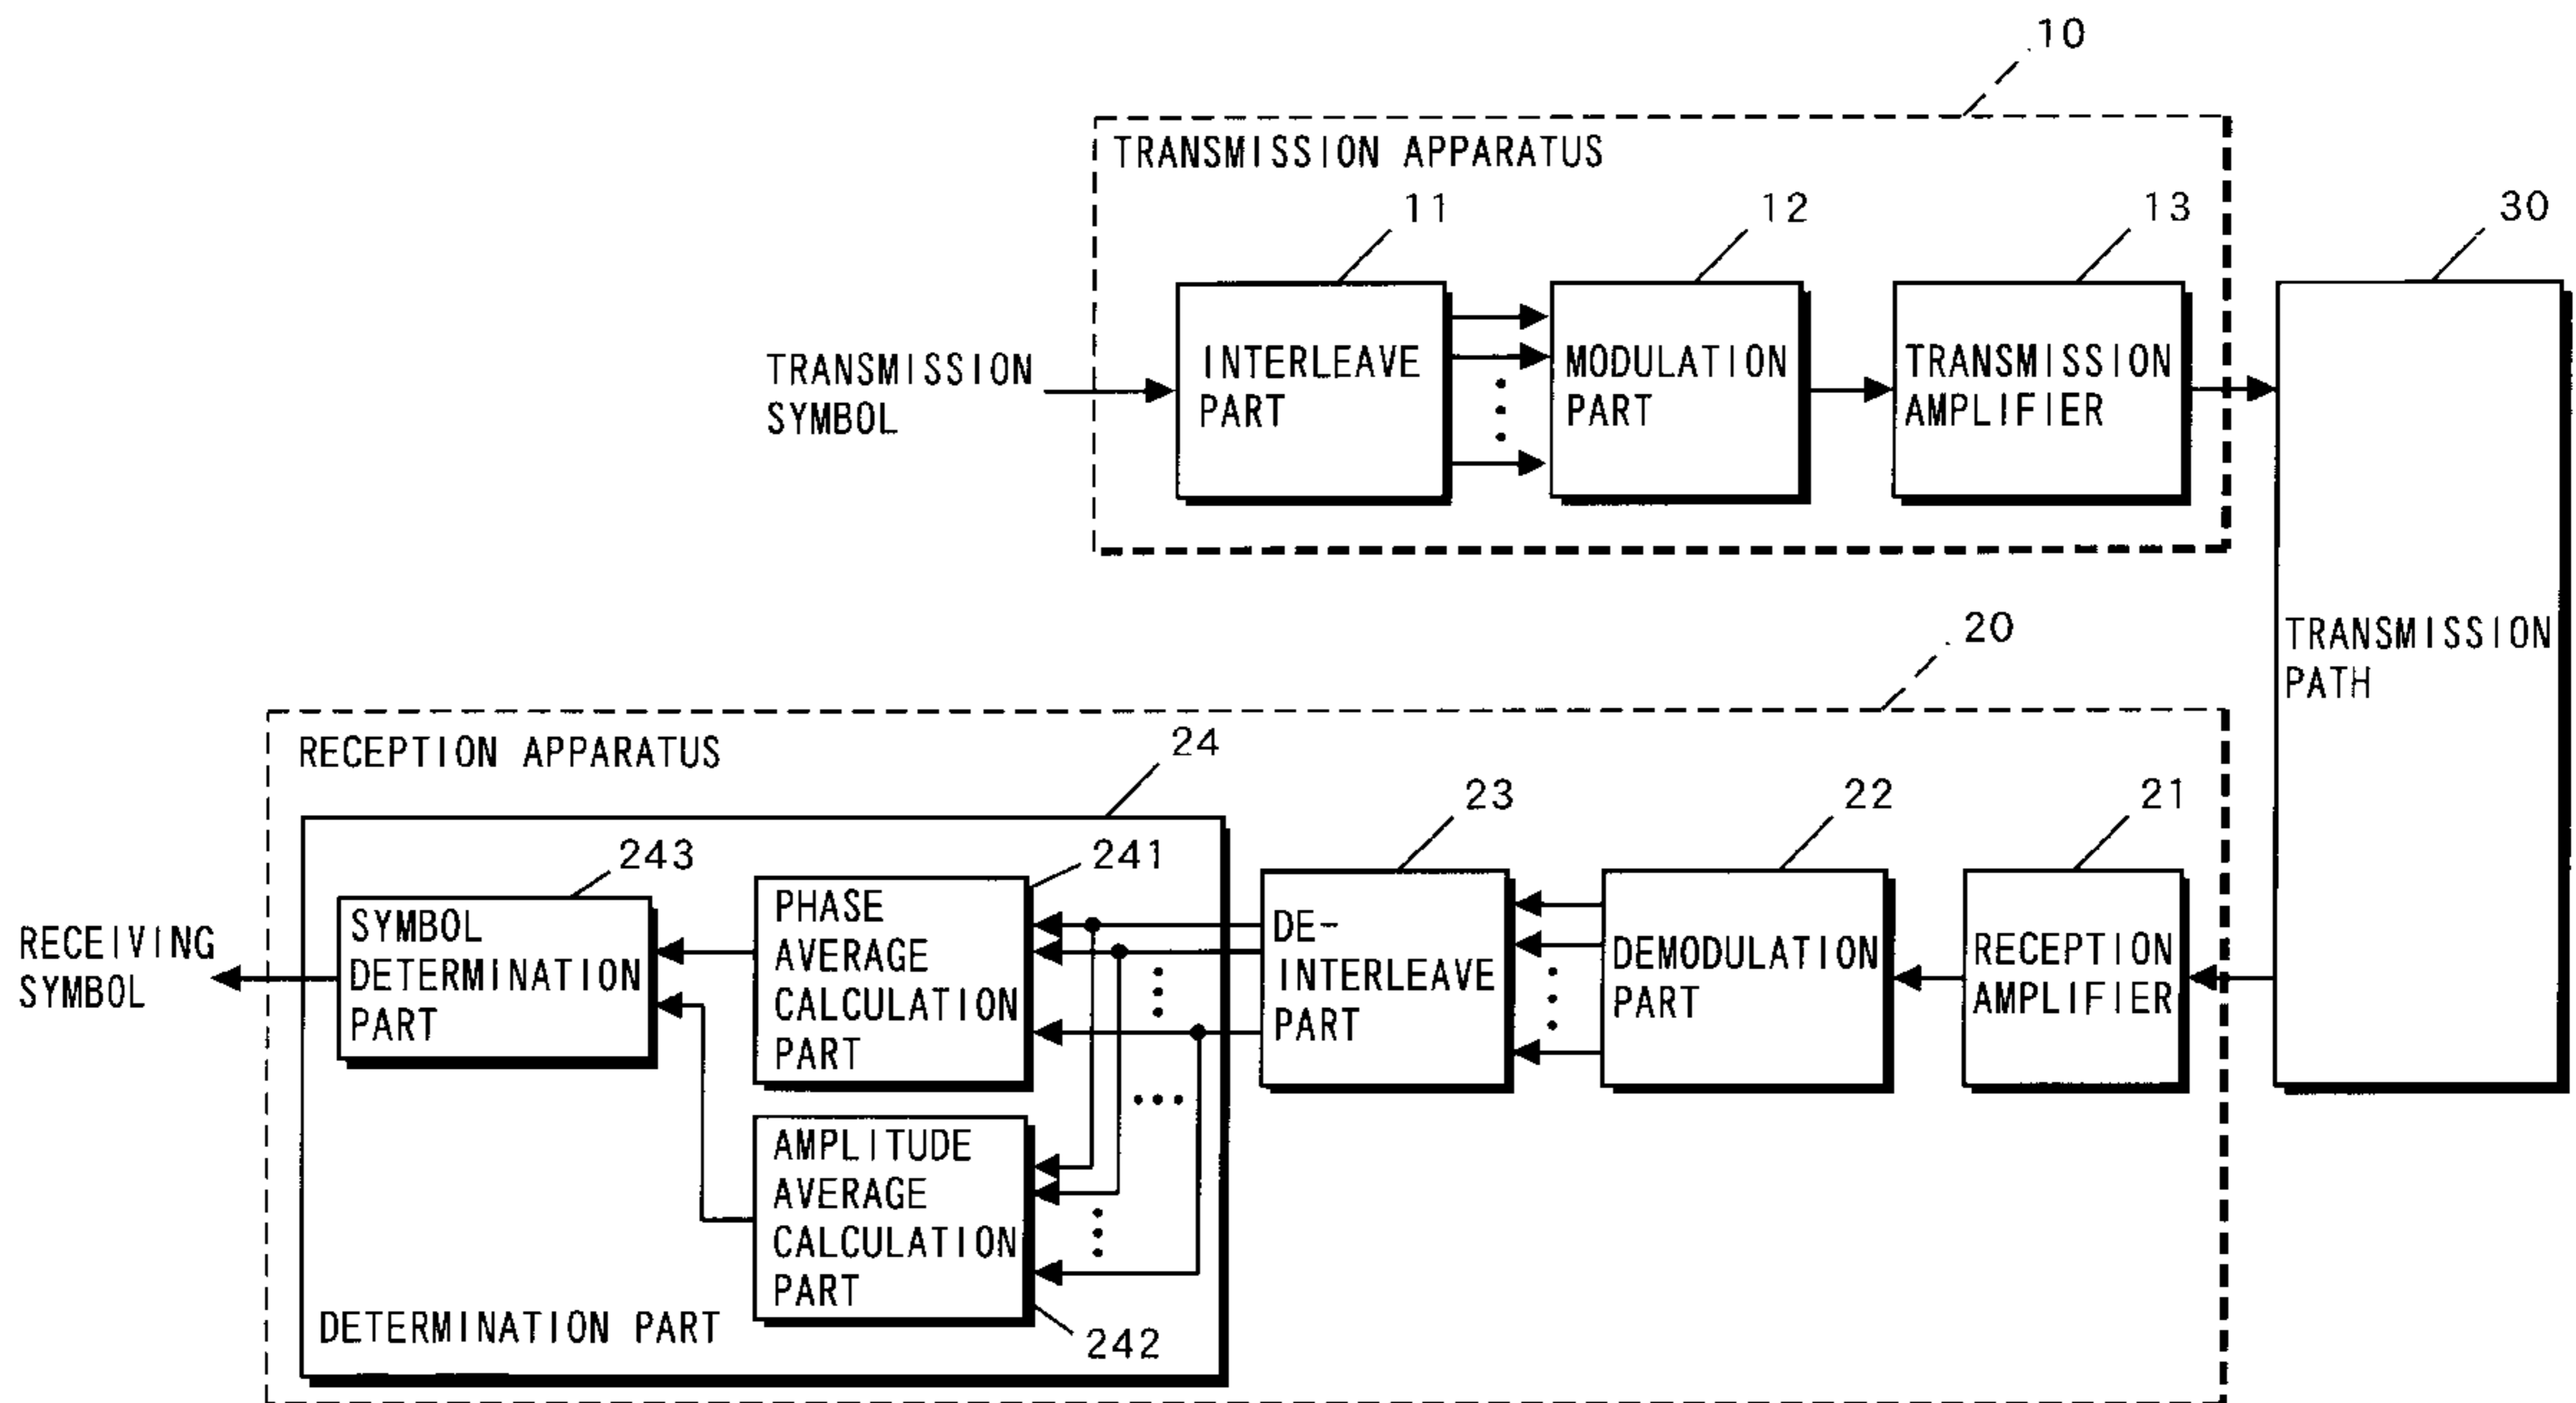 10
TRANSMISSION APPARATUS
11
12
13
30
TRANSMISSION
SYMBOL
INTERLEAVE
PART
MODULATION
PART
TRANSMISSION
AMPLIFIER
TRANSMISSION
PATH
20
RECEPTION APPARATUS
24
23
22
21
243
241
RECEIVING
SYMBOL
SYMBOL
DETERMINATION
PART
PHASE
AVERAGE
CALCULATION
PART
DE-
INTERLEAVE
PART
DEMODULATION
PART
RECEPTION
AMPLIFIER
AMPLITUDE
AVERAGE
CALCULATION
PART
DETERMINATION PART
242